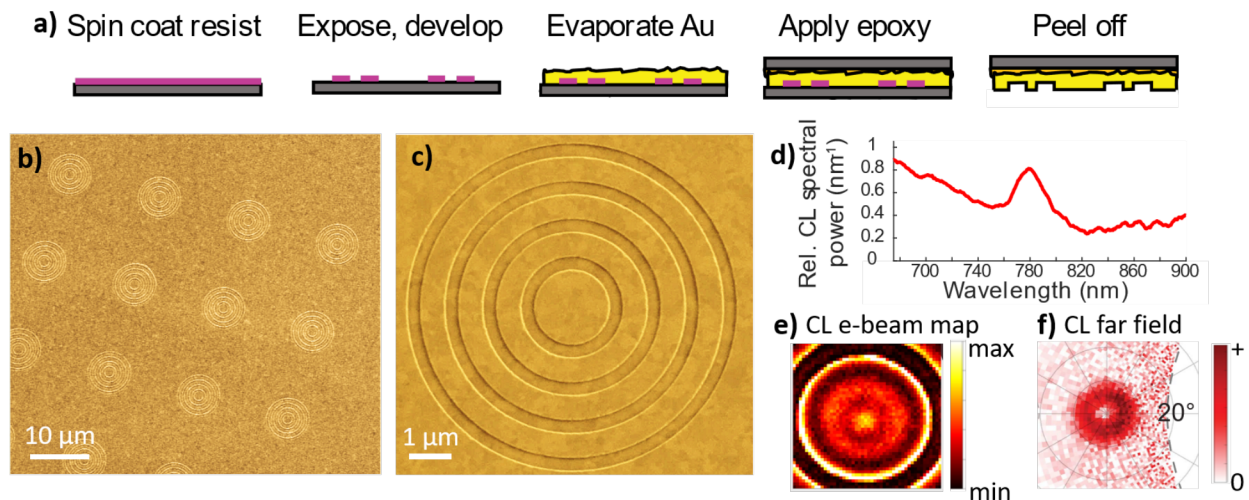 a) Spin coat resist Expose, develop Evaporate Au Apply epoxy Peel off
b)
10 μm
c)
1 μm
d)
Rel. CL spectral
power (nm⁻¹)
1
0.8
0.6
0.4
0.2
0
700 740 780 820 860 900
Wavelength (nm)
e) CL e-beam map
max
min
f) CL far field
20°
+
0